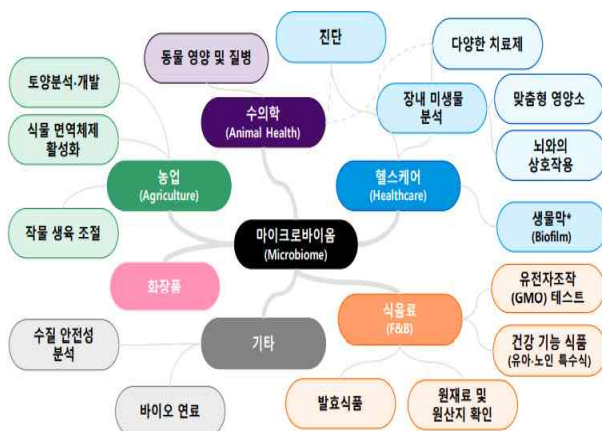 진단
동물 영양 및 질병
다양한 치료제
토양분석·개발
수의학
(Animal Health)
장내 미생물
분석
맞춤형 영양소
식물 면역체제
활성화
뇌와의
상호작용
농업
(Agriculture)
헬스케어
(Healthcare)
작물 생육 조절
마이크로바이옴
(Microbiome)
생물막*
(Biofilm)
화장품
유전자조작
(GMO) 테스트
식음료
(F&B)
수질 안전성
분석
기타
건강 기능 식품
(유아·노인 특수식)
바이오 연료
발효식품
원재료 및
원산지 확인